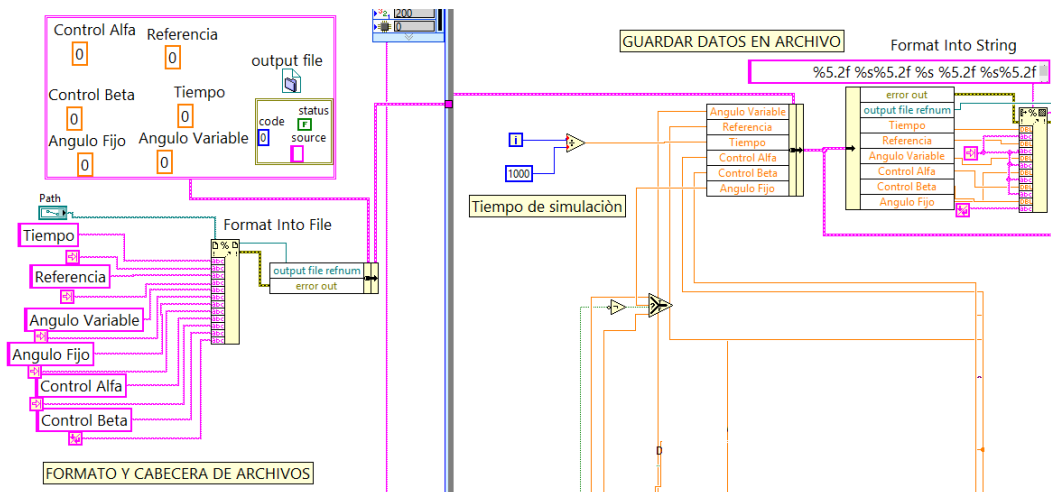 Control Alfa
Referencia
0
0
output file
Control Beta
Tiempo
0
0
code
status
F
0
source
Angulo Fijo
Angulo Variable
0
0
Path
Format Into File
Tiempo
Referencia
output file refnum
error out
abc
Angulo Variable
Angulo Fijo
Control Alfa
Control Beta
FORMATO Y CABECERA DE ARCHIVOS
200
0
i
1000
Tiempo de simulaciòn
GUARDAR DATOS EN ARCHIVO
Format Into String
%5.2f %s%5.2f %s %5.2f %s%5.2f
Angulo Variable
Referencia
Tiempo
Control Alfa
Control Beta
Angulo Fijo
error out
output file refnum
Tiempo
Referencia
Angulo Variable
Control Alfa
Control Beta
Angulo Fijo
DBL
abc
D